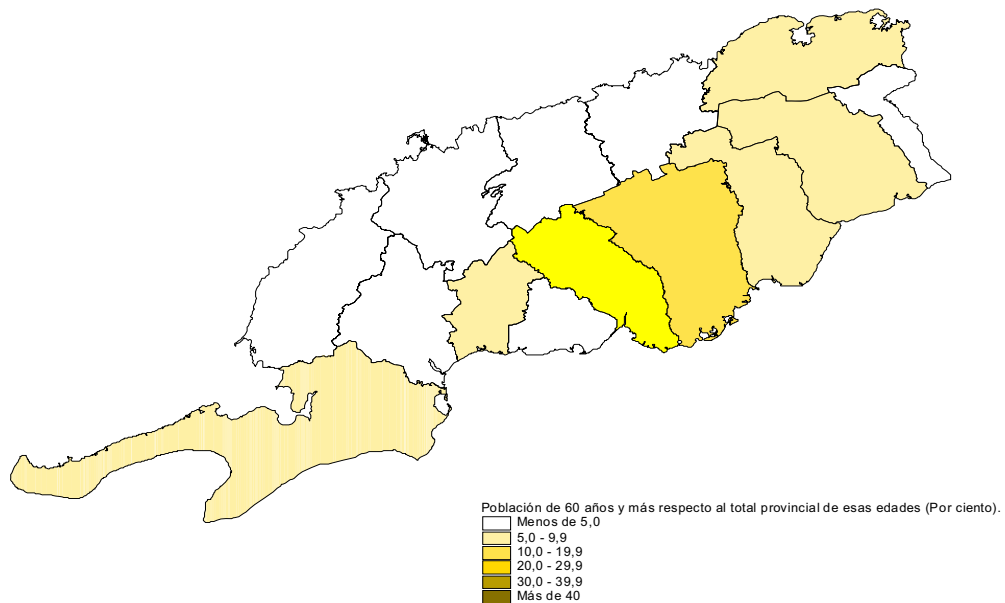 Población de 60 años y más respecto al total provincial de esas edades (Por ciento).
Menos de 5,0
5,0 - 9,9
10,0 - 19,9
20,0 - 29,9
30,0 - 39,9
Más de 40